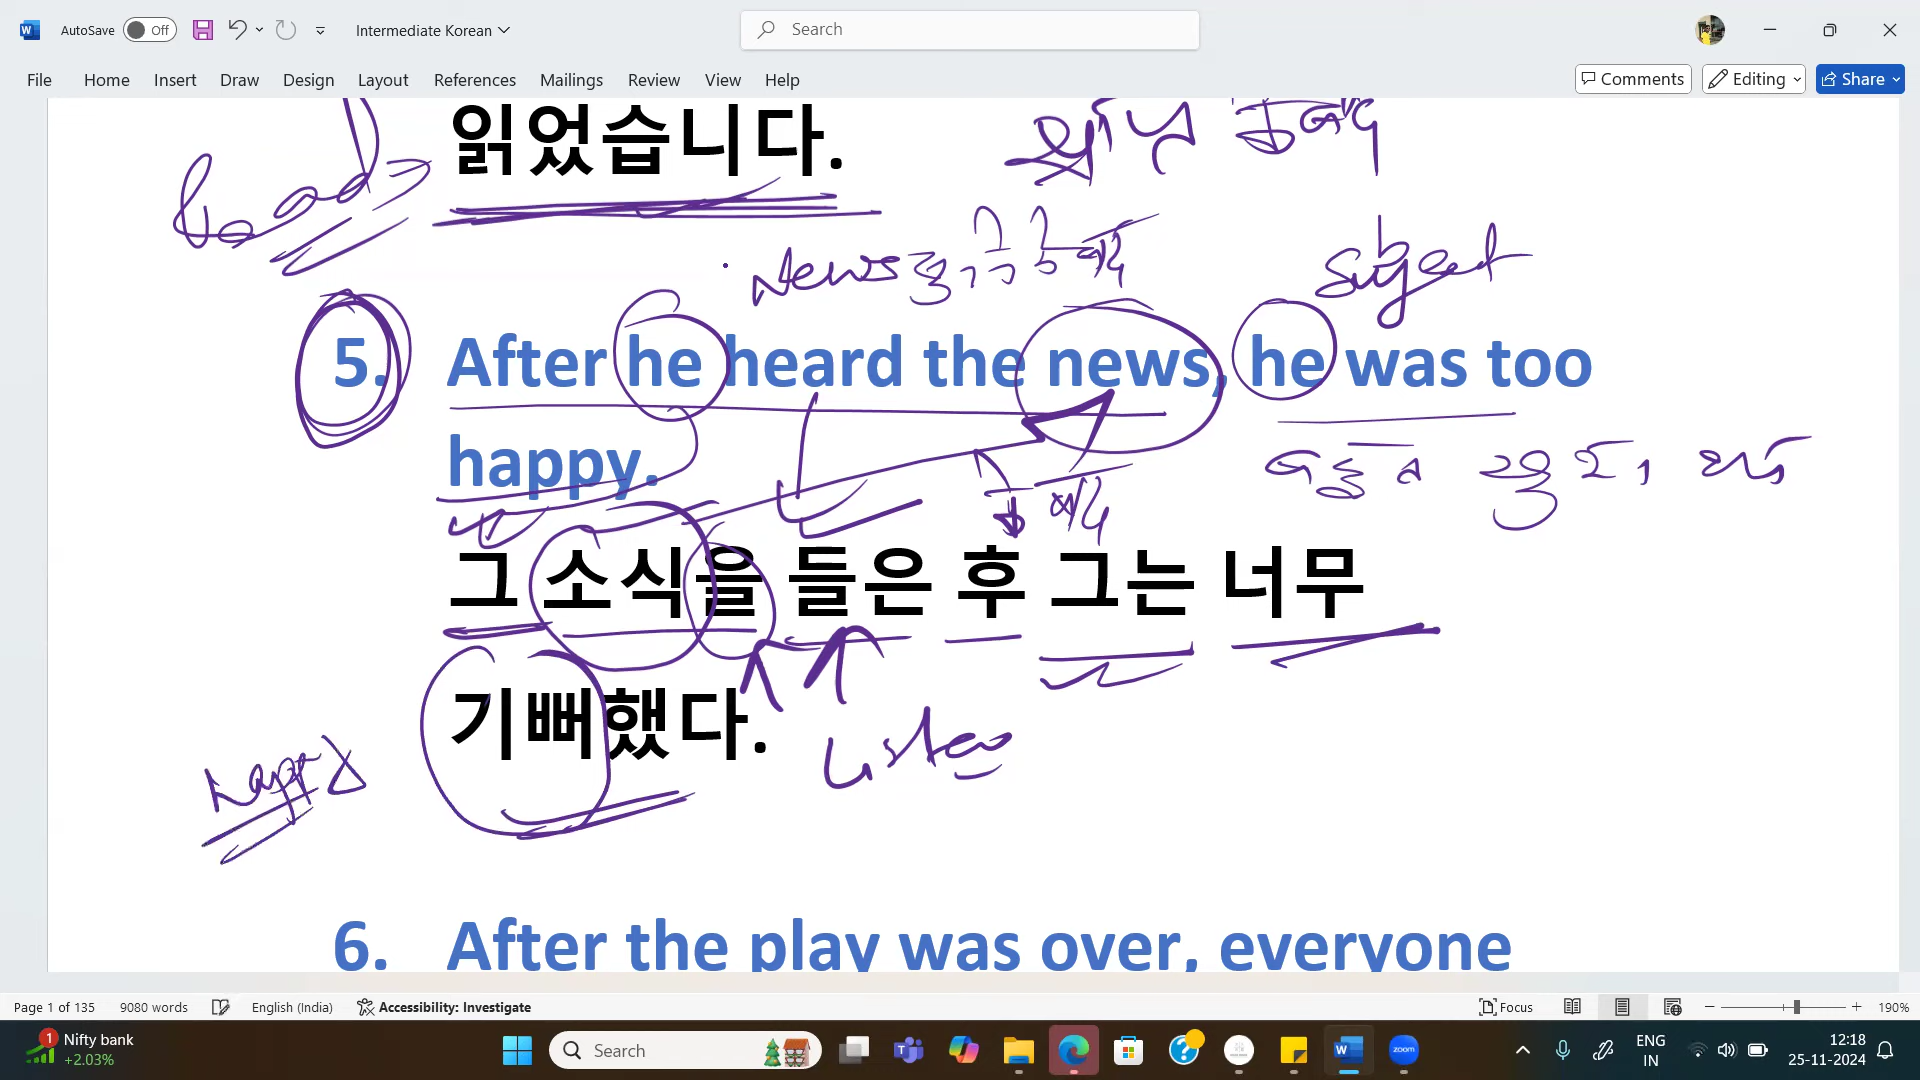 AutoSave Off Intermediate Korean Search
File Home Insert Draw Design Layout References Mailings Review View Help Comments Editing Share
읽었습니다.
Read
News
subject
5. After he heard the news, he was too
happy.
그 소식을 들은 후 그는 너무
기뻐했다.
happy
Listen
6. After the play was over, everyone
Page 1 of 135 9080 words English (India) Accessibility: Investigate Focus 190%
1 Nifty bank
+2.03%
Search
zoom
ENG
IN
12:18
25-11-2024